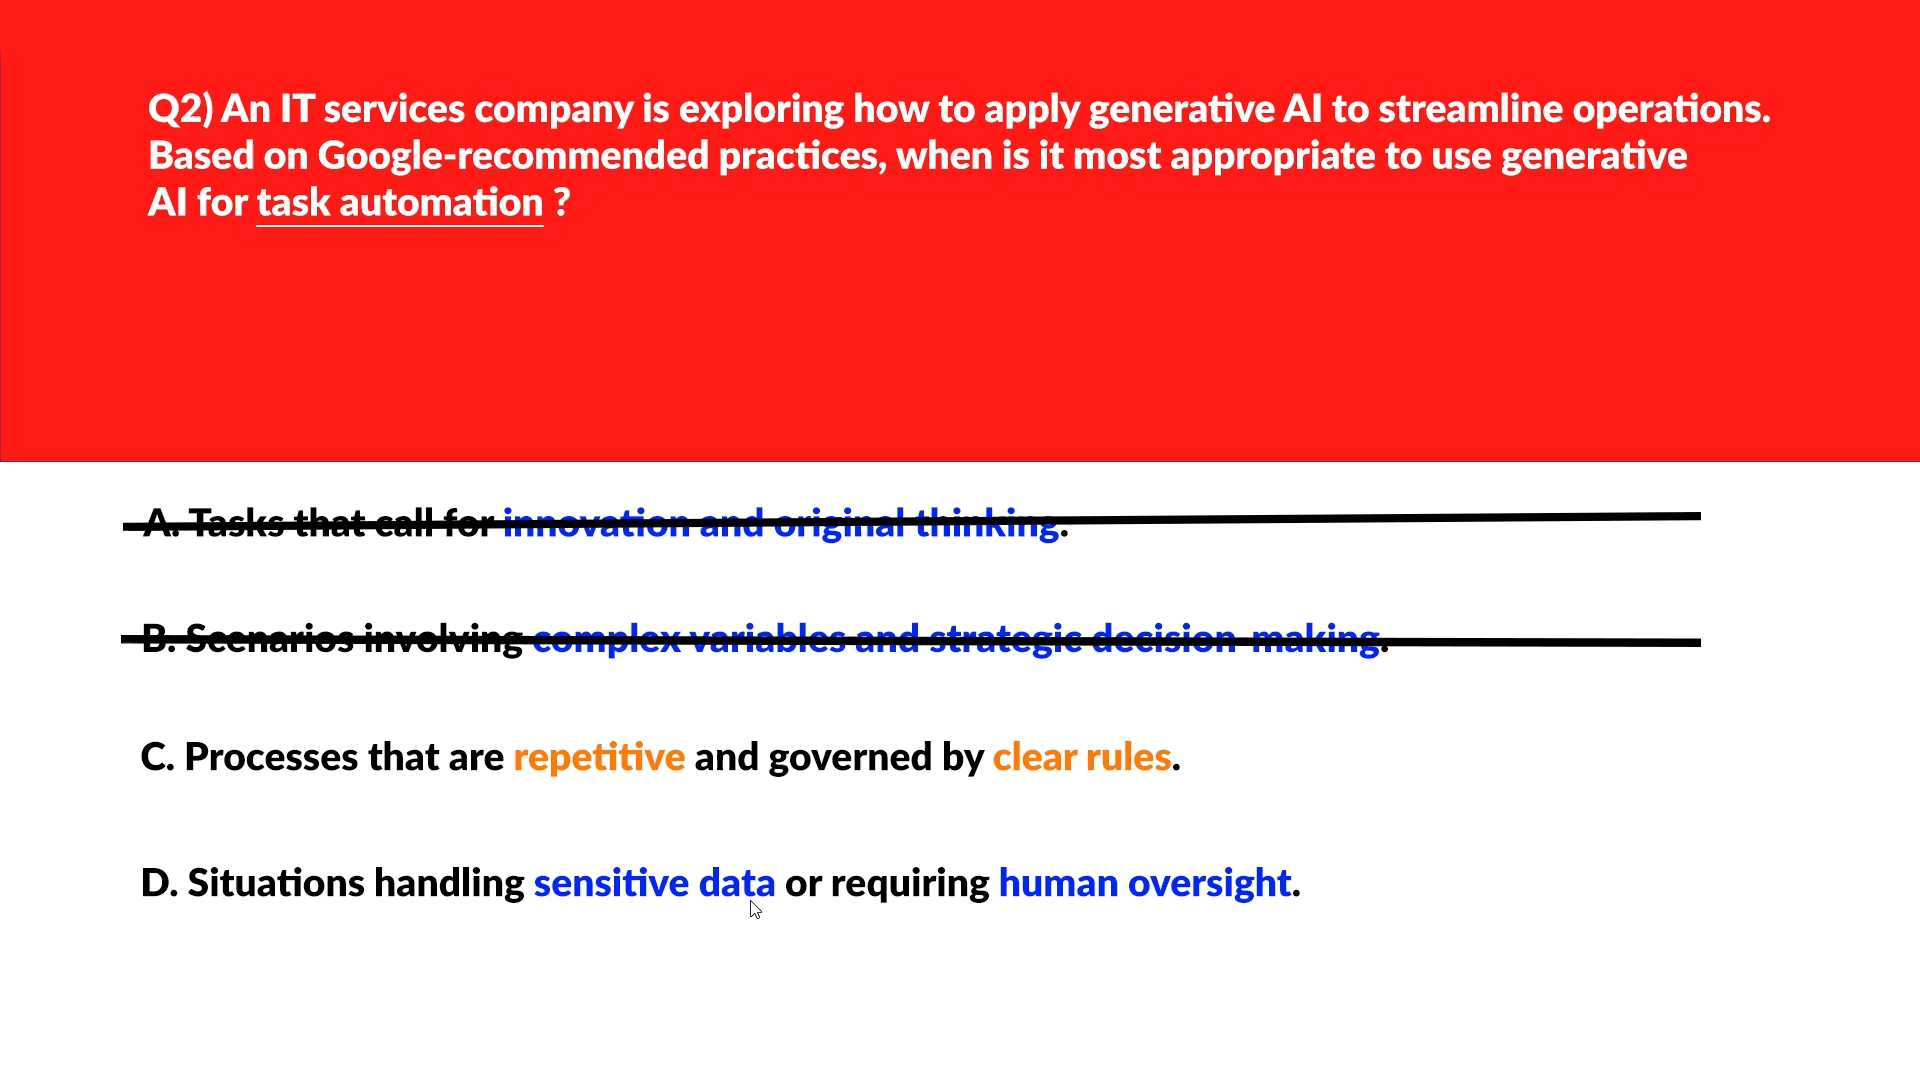 Q2) An IT services company is exploring how to apply generative AI to streamline operations.
Based on Google-recommended practices, when is it most appropriate to use generative
AI for task automation ?
A. Tasks that call for innovation and original thinking.
B. Scenarios involving complex variables and strategic decision-making.
C. Processes that are repetitive and governed by clear rules.
D. Situations handling sensitive data or requiring human oversight.